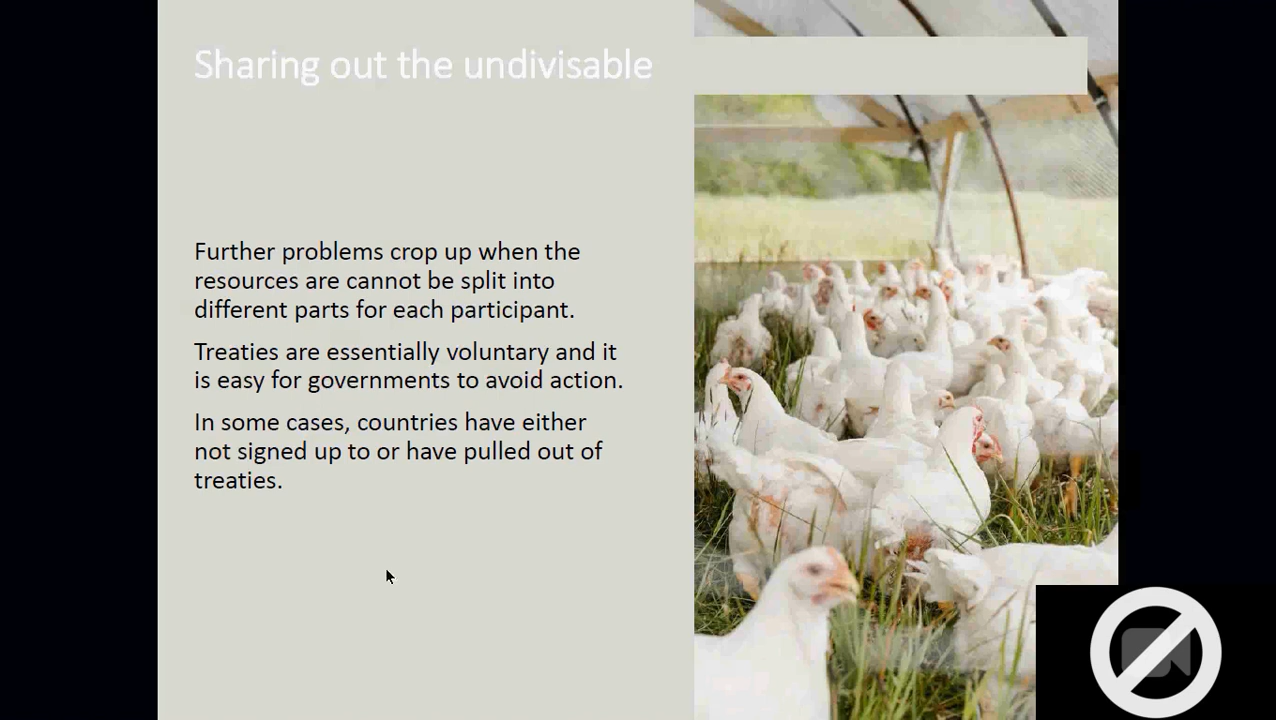 Sharing out the undivisable
Further problems crop up when the
resources are cannot be split into
different parts for each participant.
Treaties are essentially voluntary and it
is easy for governments to avoid action.
In some cases, countries have either
not signed up to or have pulled out of
treaties.